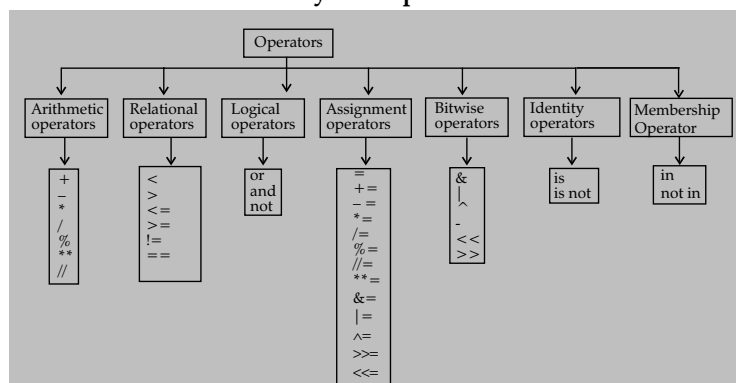 Operators
Arithmetic
operators
Relational
operators
Logical
operators
Assignment
operators
Bitwise
operators
Identity
operators
Membership
Operator
+
–
*
/
%
**
//
<
>
<=
>=
!=
==
or
and
not
=
+=
–=
*=
/=
%=
//=
**=
&=
|=
^=
>>=
<<=
&
|
^
-
<<
>>
is
is not
in
not in